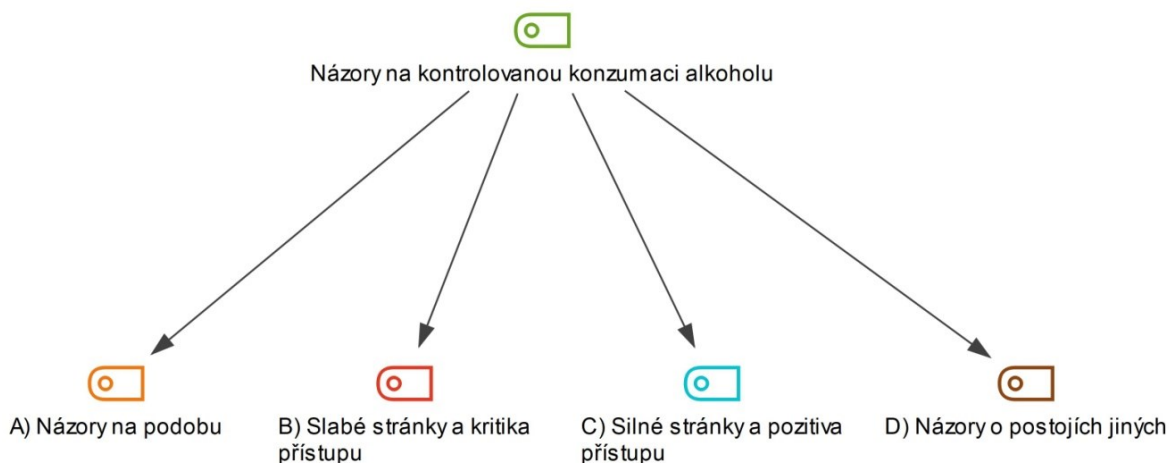 Názory na kontrolovanou konzumaci alkoholu
A) Názory na podobu
B) Slabé stránky a kritika
přístupu
C) Silné stránky a pozitiva
přístupu
D) Názory o postojích jiných